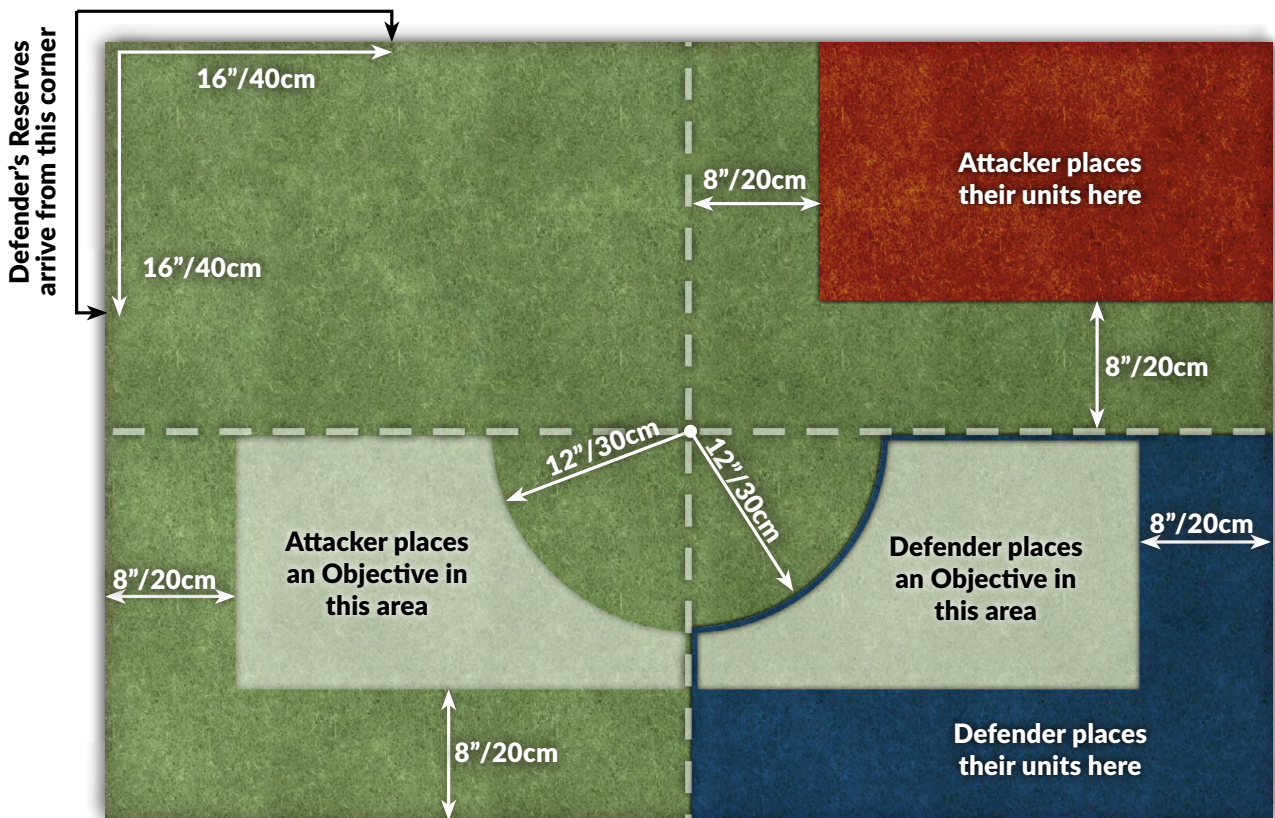 Defender’s Reserves
arrive from this corner
16”/40cm
16”/40cm
8”/20cm
Attacker places
their units here
8”/20cm
12”/30cm
12”/30cm
Attacker places
an Objective in
this area
8”/20cm
8”/20cm
Defender places
an Objective in
this area
8”/20cm
Defender places
their units here